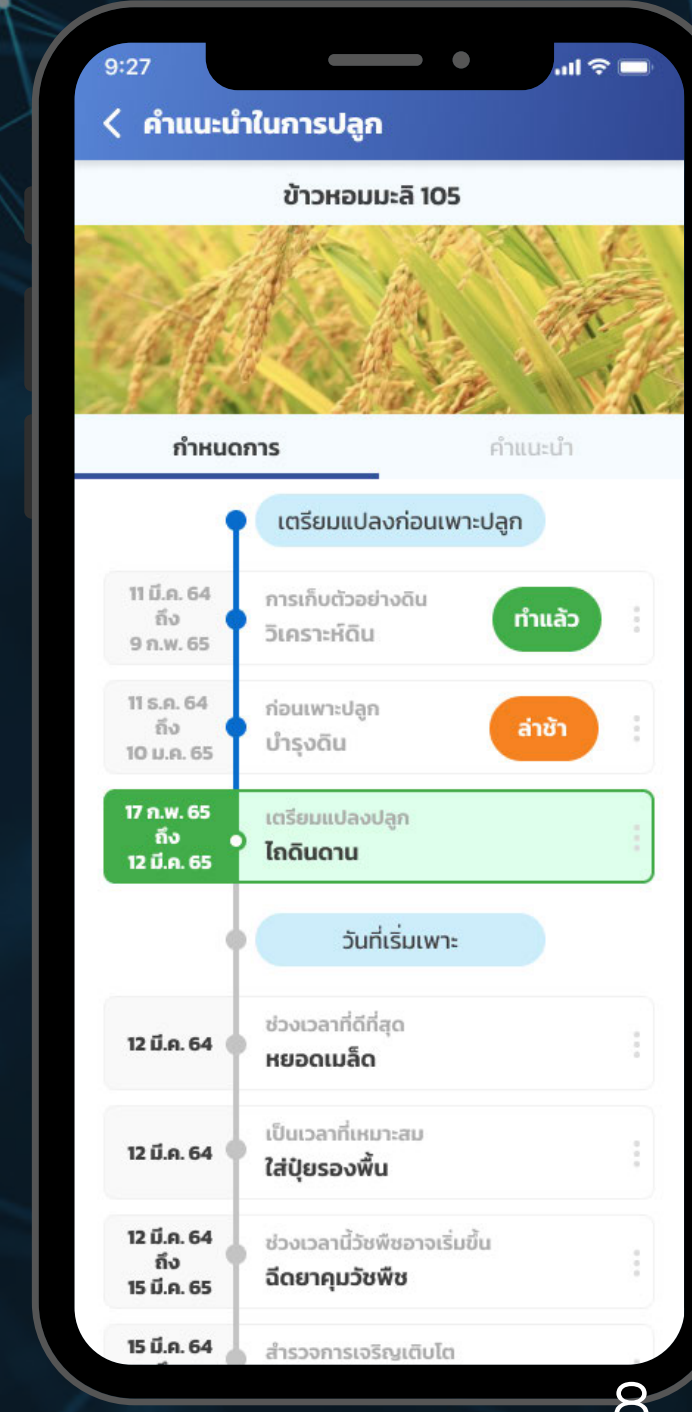 9:27
คำแนะนำในการปลูก
ข้าวหอมมะลิ 105
กำหนดการ
คำแนะนำ
เตรียมแปลงก่อนเพาะปลูก
11 มี.ค. 64
ถึง
9 ก.พ. 65
การเก็บตัวอย่างดิน
วิเคราะห์ดิน
ทำแล้ว
11 ธ.ค. 64
ถึง
10 ม.ค. 65
ก่อนเพาะปลูก
บำรุงดิน
ล่าช้า
17 ก.พ. 65
ถึง
12 มี.ค. 65
เตรียมแปลงปลูก
ไถดินดาน
วันที่เริ่มเพาะ
12 มี.ค. 64
ช่วงเวลาที่ดีที่สุด
หยอดเมล็ด
12 มี.ค. 64
เป็นเวลาที่เหมาะสม
ใส่ปุ๋ยรองพื้น
12 มี.ค. 64
ถึง
15 มี.ค. 65
ช่วงเวลานี้วัชพืชอาจเริ่มขึ้น
ฉีดยาคุมวัชพืช
15 มี.ค. 64
สำรวจการเจริญเติบโต
8